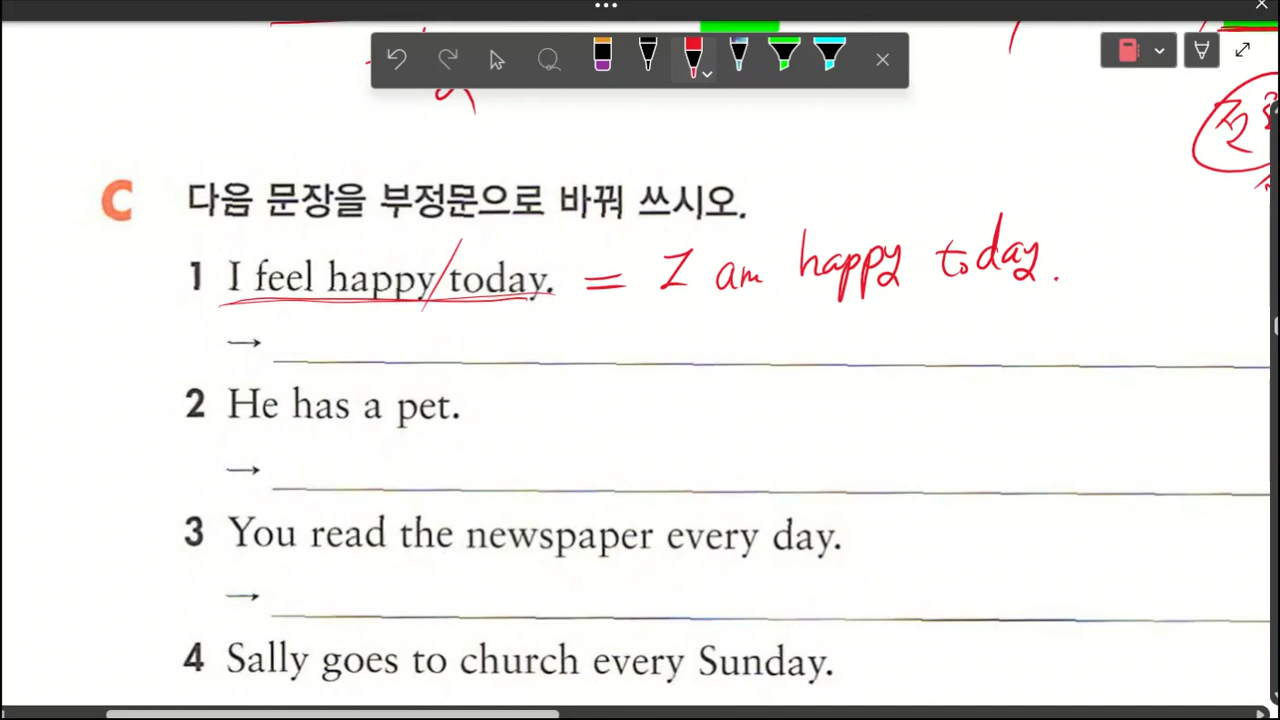 C 다음 문장을 부정문으로 바꿔 쓰시오.
1 I feel happy/today. = I am happy today.
→
2 He has a pet.
→
3 You read the newspaper every day.
→
4 Sally goes to church every Sunday.